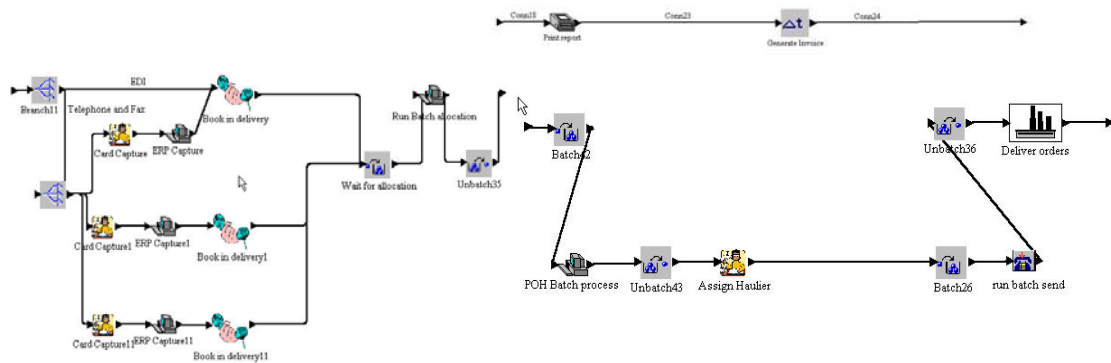 Conn18
Conn23
Conn24
Print report
Generate Invoice
EDI
Branch11
Telephone and Fax
Book in delivery
Run Batch allocation
Card Capture
ERP Capture
Batch42
Unbatch36
Deliver orders
Wait for allocation
Unbatch35
Card Capture1
ERP Capture1
Book in delivery1
POH Batch process
Unbatch43
Assign Haulier
Batch26
run batch send
Card Capture11
ERP Capture11
Book in delivery11